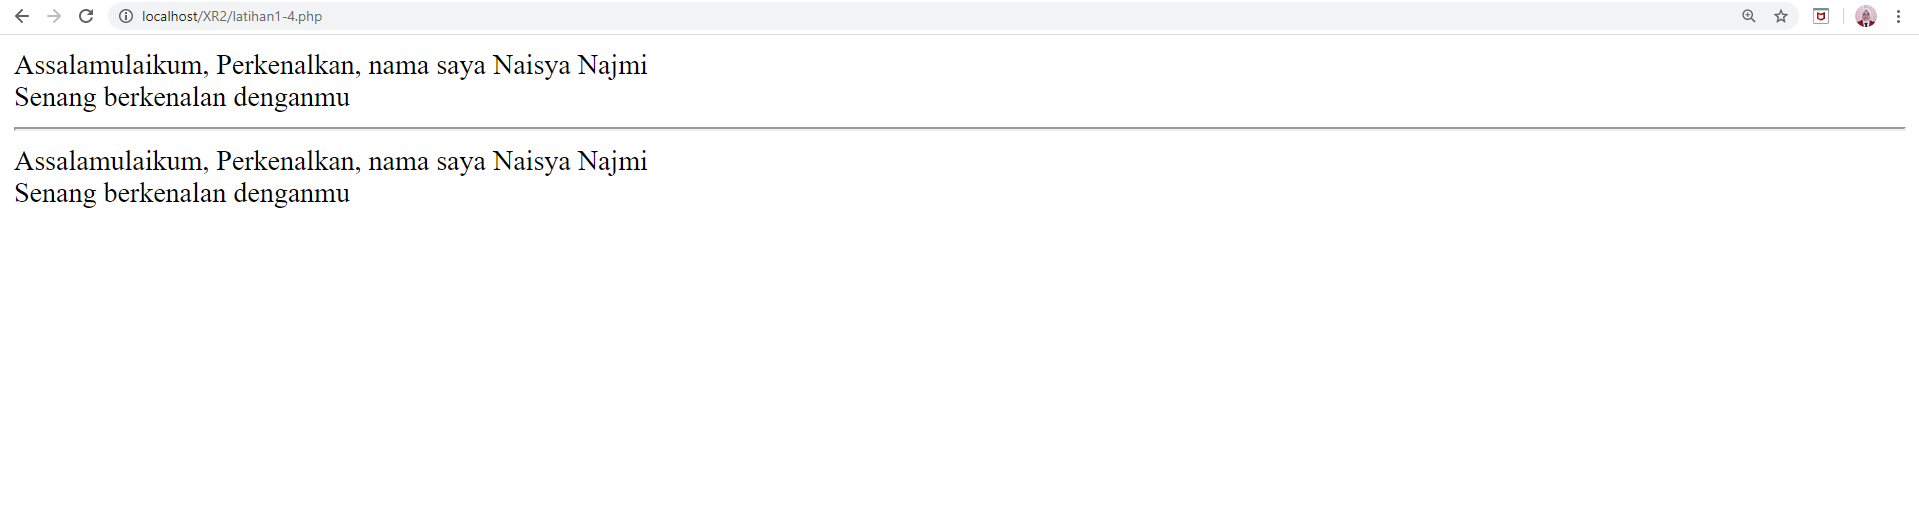 localhost/XR2/latihan1-4.php
Assalamulaikum, Perkenalkan, nama saya Naisya Najmi
Senang berkenalan denganmu
Assalamulaikum, Perkenalkan, nama saya Naisya Najmi
Senang berkenalan denganmu